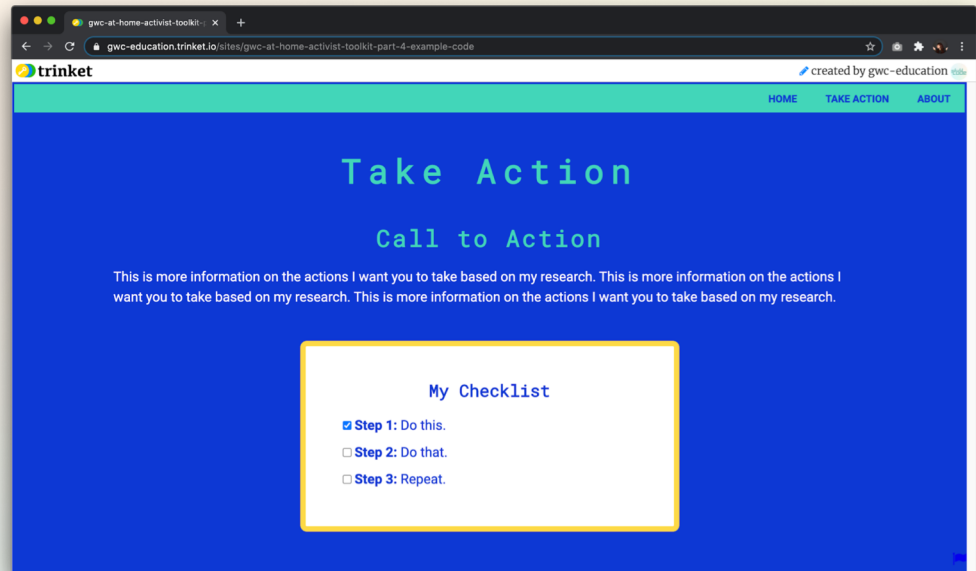 gwc-at-home-activist-toolkit-p
gwc-education.trinket.io/sites/gwc-at-home-activist-toolkit-part-4-example-code
trinket
created by gwc-education
HOME TAKE ACTION ABOUT
Take Action
Call to Action
This is more information on the actions I want you to take based on my research. This is more information on the actions I
want you to take based on my research. This is more information on the actions I want you to take based on my research.
My Checklist
Step 1: Do this.
Step 2: Do that.
Step 3: Repeat.